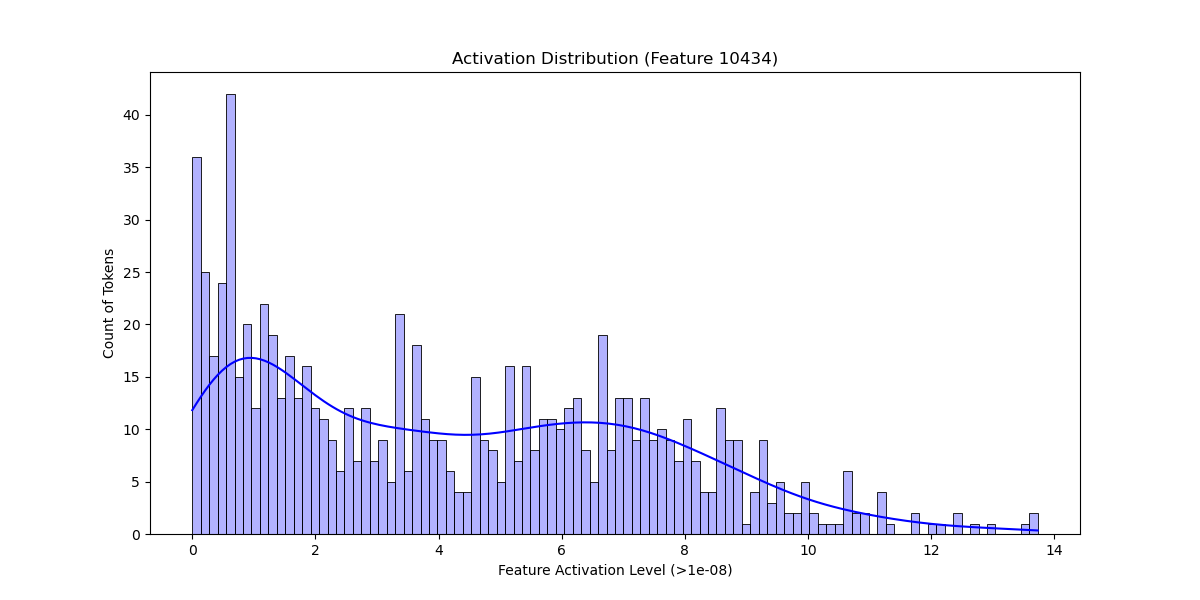 Activation Distribution (Feature 10434)
Count of Tokens
40
35
30
25
20
15
10
5
0
0 2 4 6 8 10 12 14
Feature Activation Level (>1e-08)